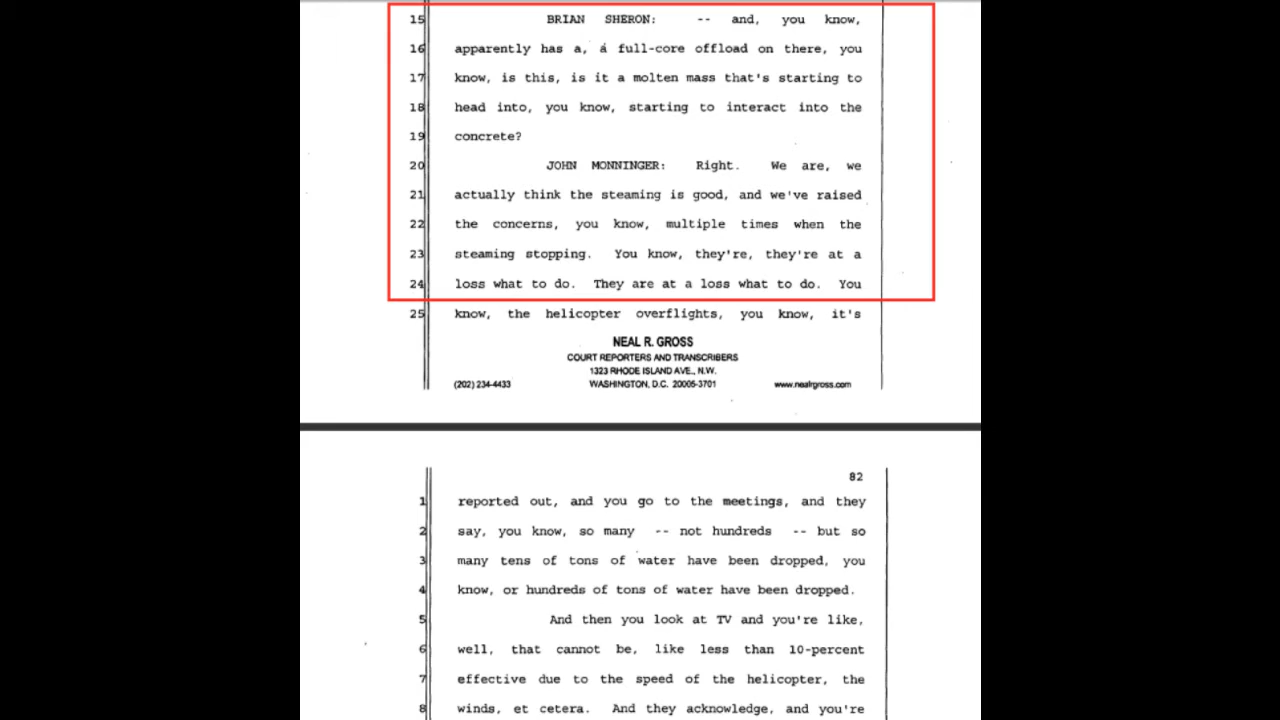 15 BRIAN SHERON: -- and, you know,
16 apparently has a, a full-core offload on there, you
17 know, is this, is it a molten mass that's starting to
18 head into, you know, starting to interact into the
19 concrete?
20 JOHN MONNINGER: Right. We are, we
21 actually think the steaming is good, and we've raised
22 the concerns, you know, multiple times when the
23 steaming stopping. You know, they're, they're at a
24 loss what to do. They are at a loss what to do. You
25 know, the helicopter overflights, you know, it's
NEAL R. GROSS
COURT REPORTERS AND TRANSCRIBERS
1323 RHODE ISLAND AVE., N.W.
(202) 234-4433 WASHINGTON, D.C. 20005-3701 www.nealrgross.com
82
1 reported out, and you go to the meetings, and they
2 say, you know, so many -- not hundreds -- but so
3 many tens of tons of water have been dropped, you
4 know, or hundreds of tons of water have been dropped.
5 And then you look at TV and you're like,
6 well, that cannot be, like less than 10-percent
7 effective due to the speed of the helicopter, the
8 winds, et cetera. And they acknowledge, and you're